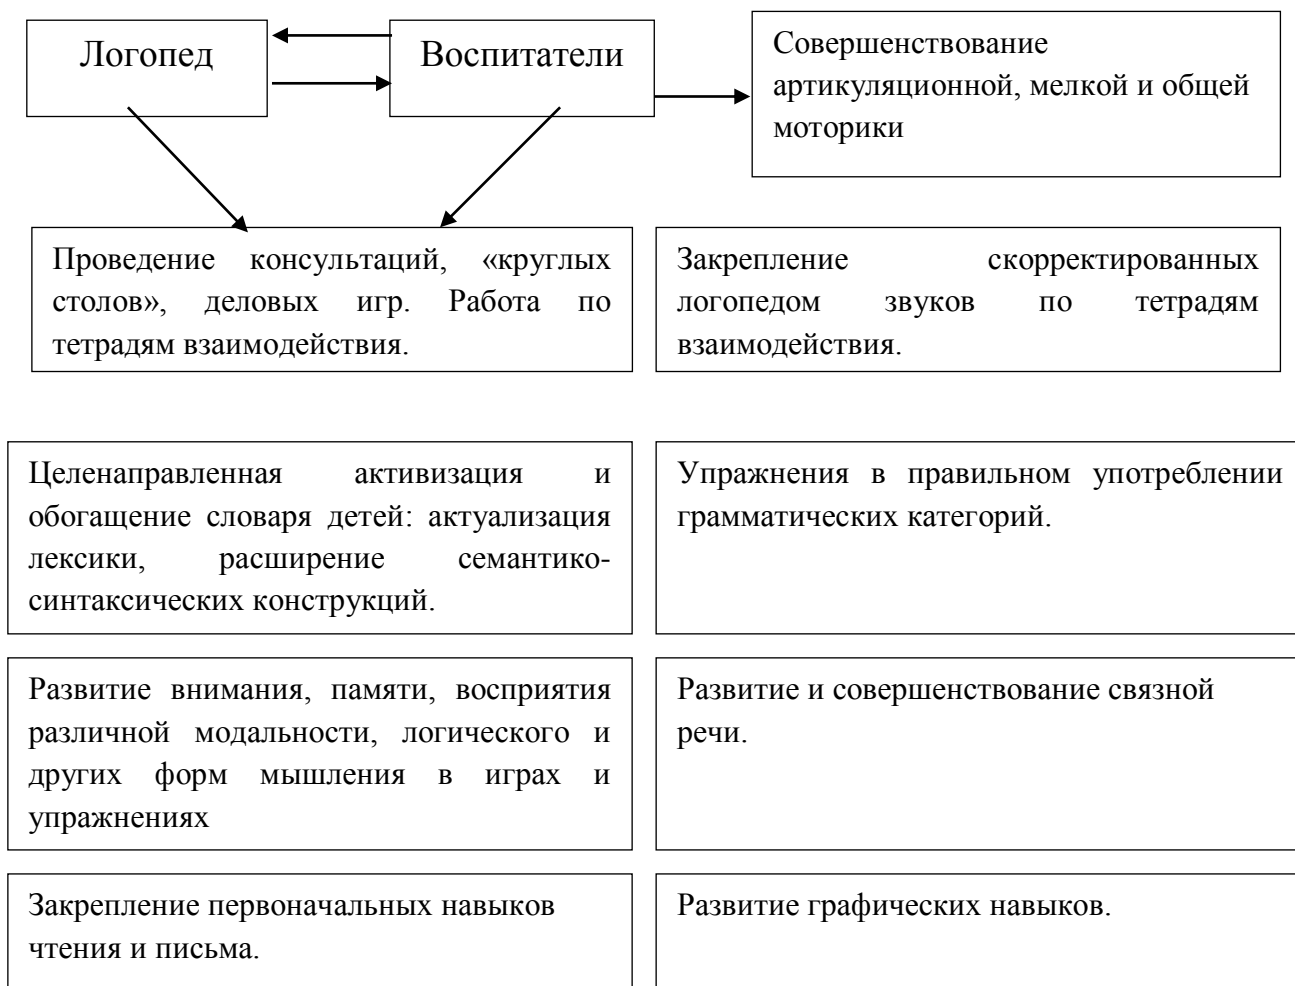 Логопед
Воспитатели
Совершенствование
артикуляционной, мелкой и общей
моторики
Проведение консультаций, «круглых
столов», деловых игр. Работа по
тетрадям взаимодействия.
Закрепление скорректированных
логопедом звуков по тетрадям
взаимодействия.
Целенаправленная активизация и
обогащение словаря детей: актуализация
лексики, расширение семантико-
синтаксических конструкций.
Упражнения в правильном употреблении
грамматических категорий.
Развитие внимания, памяти, восприятия
различной модальности, логического и
других форм мышления в играх и
упражнениях
Развитие и совершенствование связной
речи.
Закрепление первоначальных навыков
чтения и письма.
Развитие графических навыков.